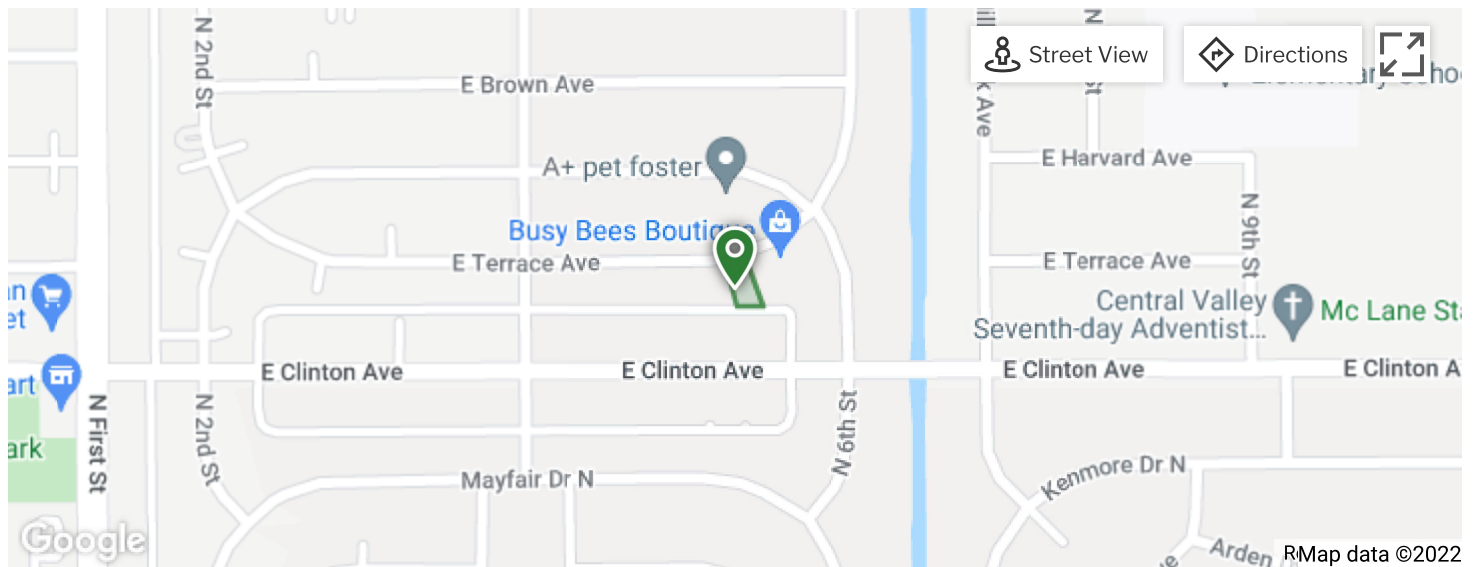 N 2nd St
E Brown Ave
N
St
Street View
Directions
A+ pet foster
E Harvard Ave
Busy Bees Boutique
N 9th St
E Terrace Ave
E Terrace Ave
Central Valley
Seventh-day Adventist...
Mc Lane Sta
E Clinton Ave
E Clinton Ave
E Clinton Ave
E Clinton A
N First St
N 2nd St
N 6th St
Mayfair Dr N
Kenmore Dr N
Arden
Google
Map data ©2022